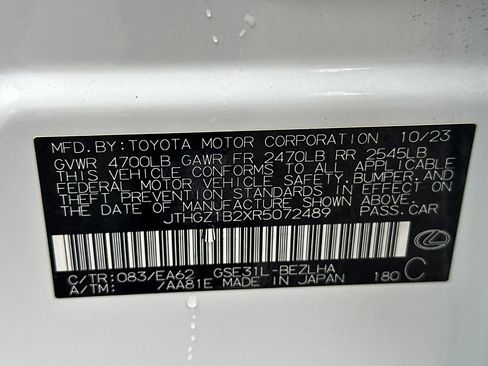 MFD.BY:TOYOTA MOTOR CORPORATION 10/23
GVWR 4700LB GAWR FR 2470LB RR 2545LB
THIS VEHICLE CONFORMS TO ALL APPLICABLE
FEDERAL MOTOR VEHICLE SAFETY,BUMPER,AND
THEFT PREVENTION STANDARDS IN EFFECT ON
THE DATE OF MANUFACTURE SHOWN ABOVE.
JTHGZ1B2XR5072489 PASS.CAR
C/TR:083/EA62 GSE31L-BEZLHA
A/TM: /AA81E MADE IN JAPAN 180 C